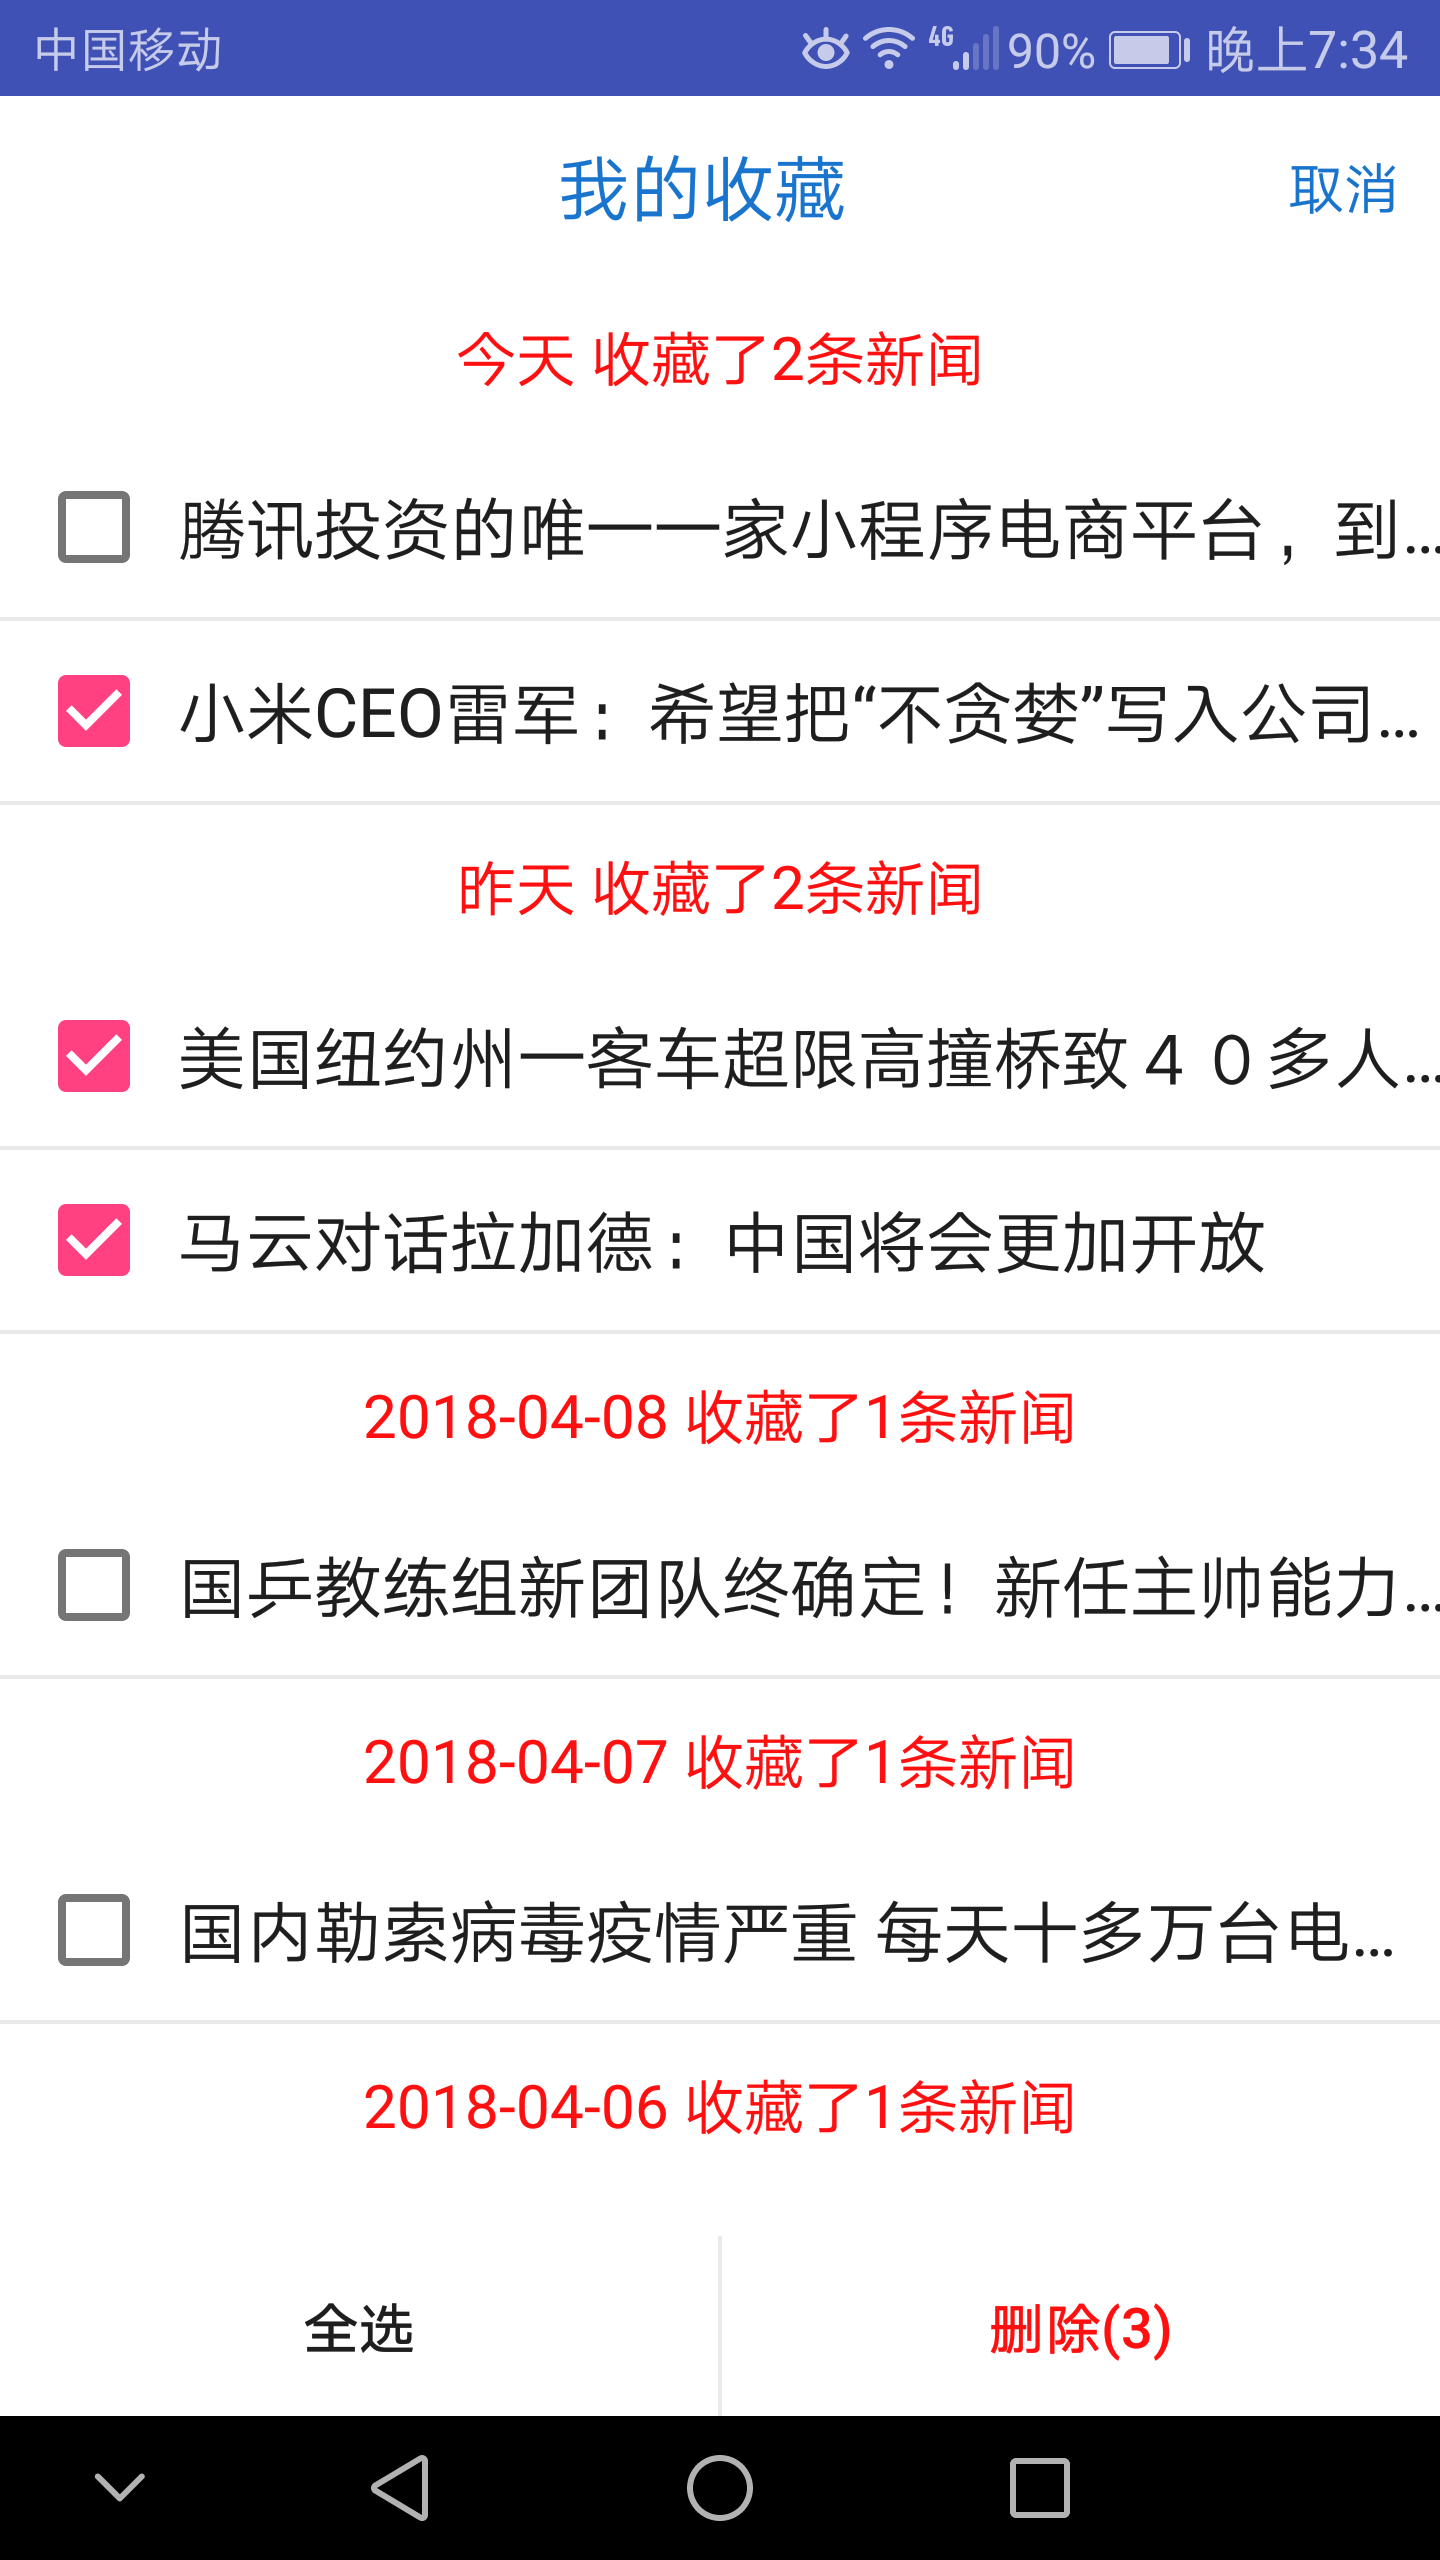 中国移动 4G 90% 晚上7:34
我的收藏 取消
今天 收藏了2条新闻
腾讯投资的唯一一家小程序电商平台，到...
小米CEO雷军：希望把“不贪婪”写入公司...
昨天 收藏了2条新闻
美国纽约州一客车超限高撞桥致４０多人...
马云对话拉加德：中国将会更加开放
2018-04-08 收藏了1条新闻
国乒教练组新团队终确定！新任主帅能力...
2018-04-07 收藏了1条新闻
国内勒索病毒疫情严重 每天十多万台电...
2018-04-06 收藏了1条新闻
全选 删除(3)